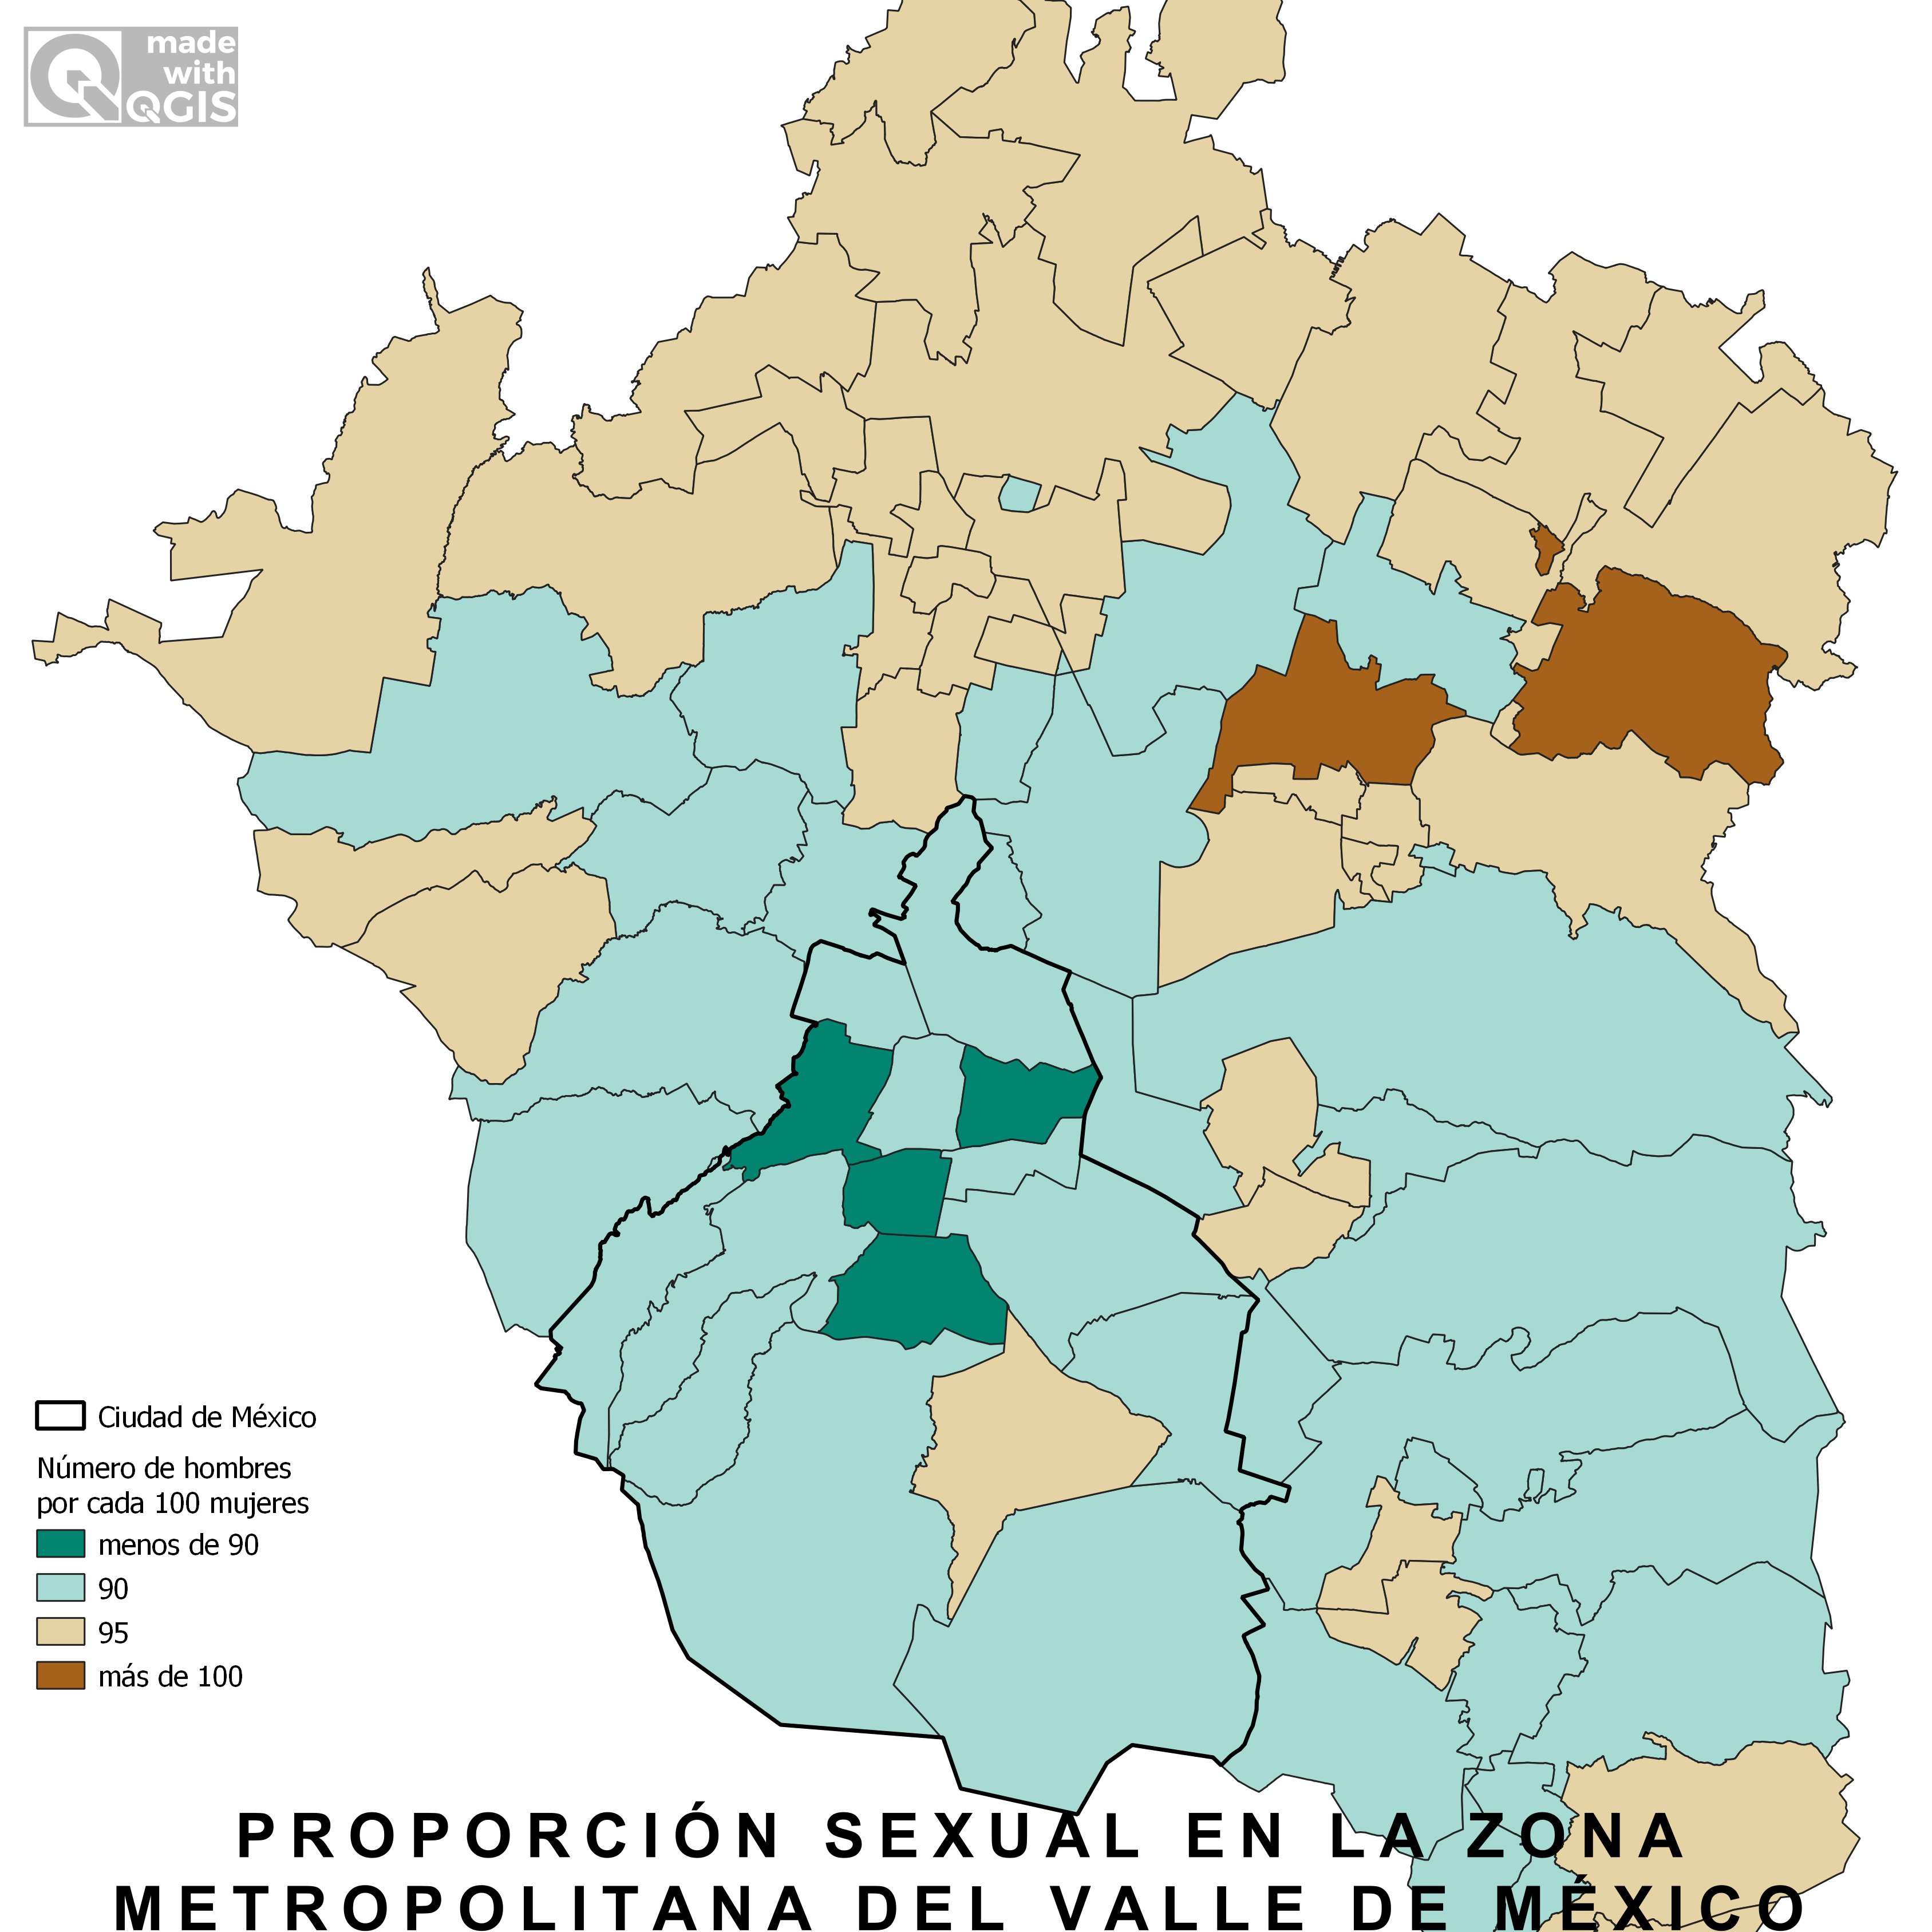 made
with
QGIS
Ciudad de México
Número de hombres
por cada 100 mujeres
menos de 90
90
95
más de 100
PROPORCIÓN SEXUAL EN LA ZONA
METROPOLITANA DEL VALLE DE MÉXICO